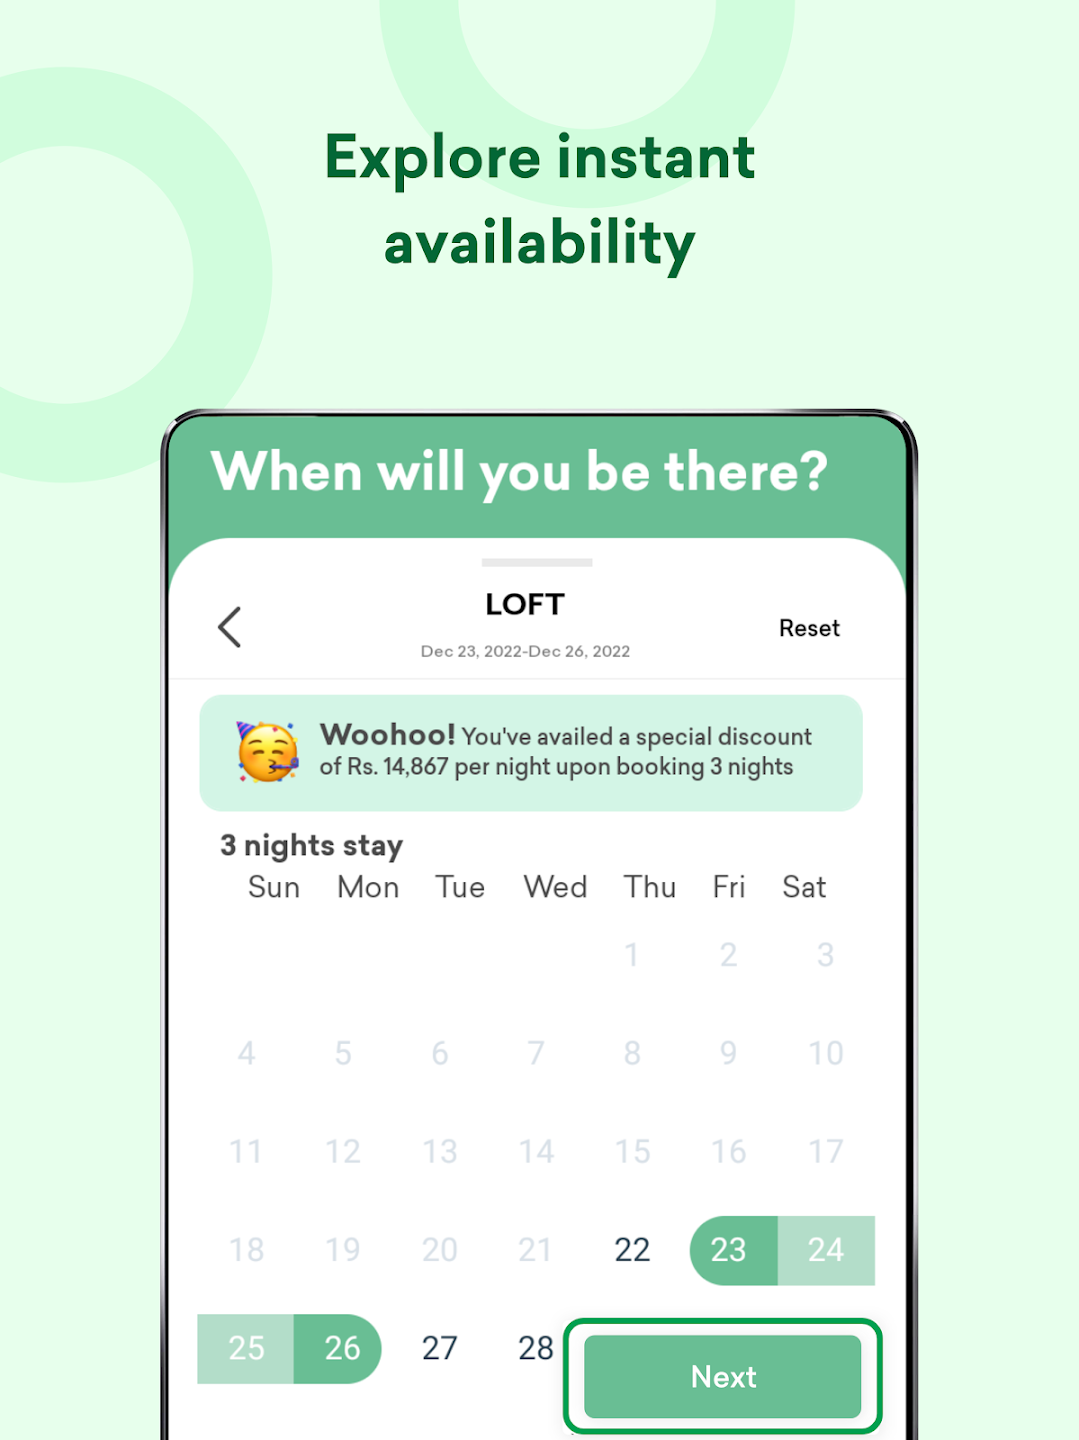 Explore instant
availability
When will you be there?
LOFT
Reset
Dec 23, 2022-Dec 26, 2022
Woohoo! You've availed a special discount
of Rs. 14,867 per night upon booking 3 nights
3 nights stay
Sun Mon Tue Wed Thu Fri Sat
1 2 3
4 5 6 7 8 9 10
11 12 13 14 15 16 17
18 19 20 21 22 23 24
25 26 27 28
Next